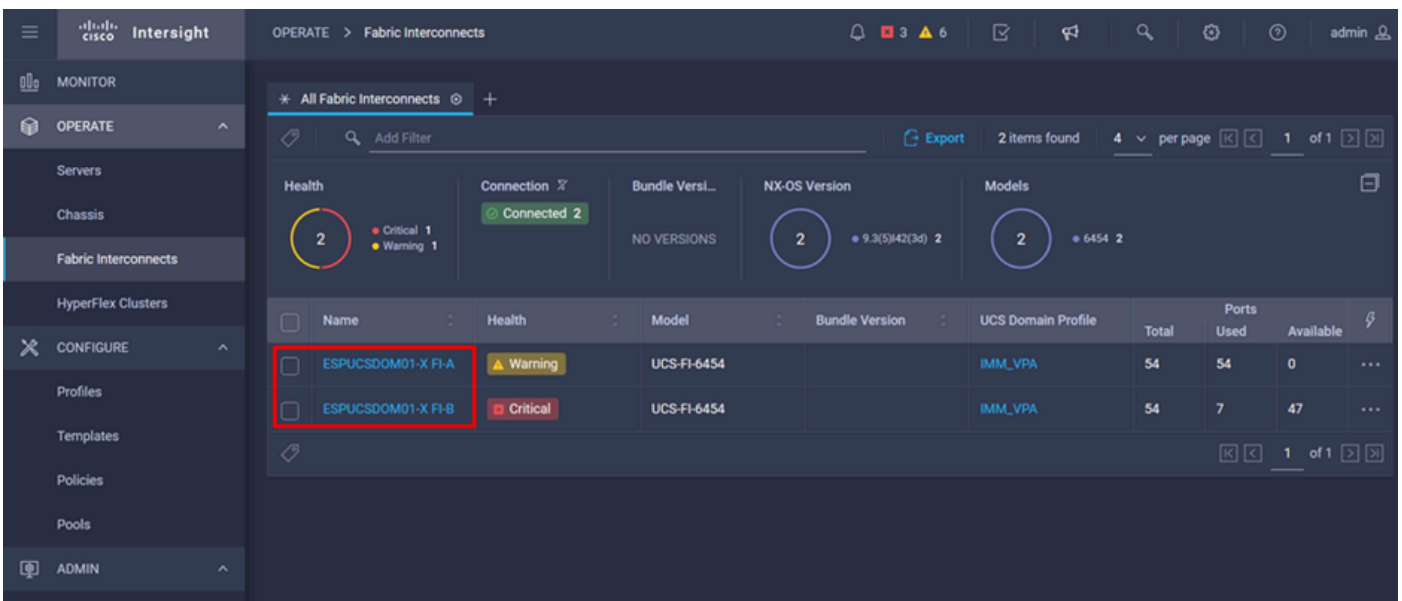 cisco Intersight
OPERATE > Fabric Interconnects
3 6
admin
MONITOR
OPERATE
Servers
Chassis
Fabric Interconnects
HyperFlex Clusters
CONFIGURE
Profiles
Templates
Policies
Pools
ADMIN
All Fabric Interconnects
Add Filter
Export 2 items found 4 per page 1 of 1
Health
2
Critical 1
Warning 1
Connection
Connected 2
Bundle Versi...
NO VERSIONS
NX-OS Version
2
9.3(5)I42(3d) 2
Models
2
6454 2
Name Health Model Bundle Version UCS Domain Profile Ports
Total Used Available
ESPUCSDOM01-X FI-A Warning UCS-FI-6454 IMM_VPA 54 54 0 ...
ESPUCSDOM01-X FI-B Critical UCS-FI-6454 IMM_VPA 54 7 47 ...
1 of 1